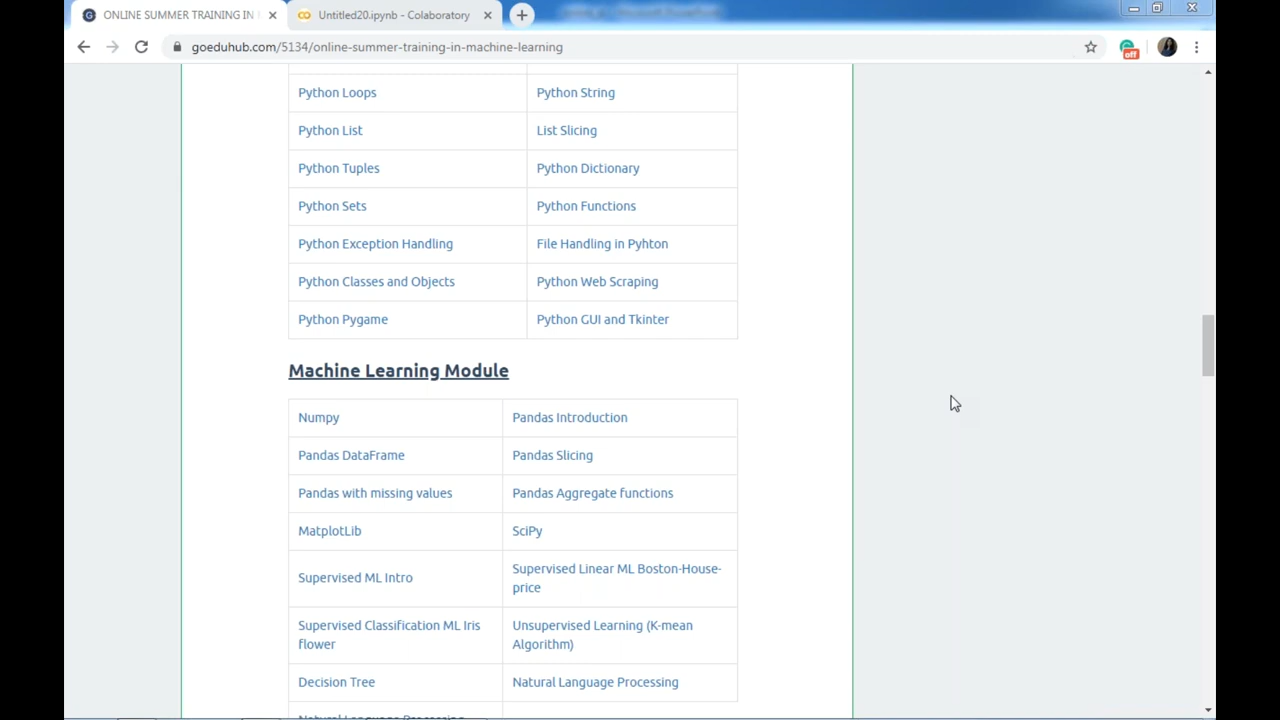 ONLINE SUMMER TRAINING IN
Untitled20.ipynb - Colaboratory
goeduhub.com/5134/online-summer-training-in-machine-learning
off
Python Loops
Python String
Python List
List Slicing
Python Tuples
Python Dictionary
Python Sets
Python Functions
Python Exception Handling
File Handling in Pyhton
Python Classes and Objects
Python Web Scraping
Python Pygame
Python GUI and Tkinter
Machine Learning Module
Numpy
Pandas Introduction
Pandas DataFrame
Pandas Slicing
Pandas with missing values
Pandas Aggregate functions
MatplotLib
SciPy
Supervised ML Intro
Supervised Linear ML Boston-House-
price
Supervised Classification ML Iris
flower
Unsupervised Learning (K-mean
Algorithm)
Decision Tree
Natural Language Processing
Natural Language Processing